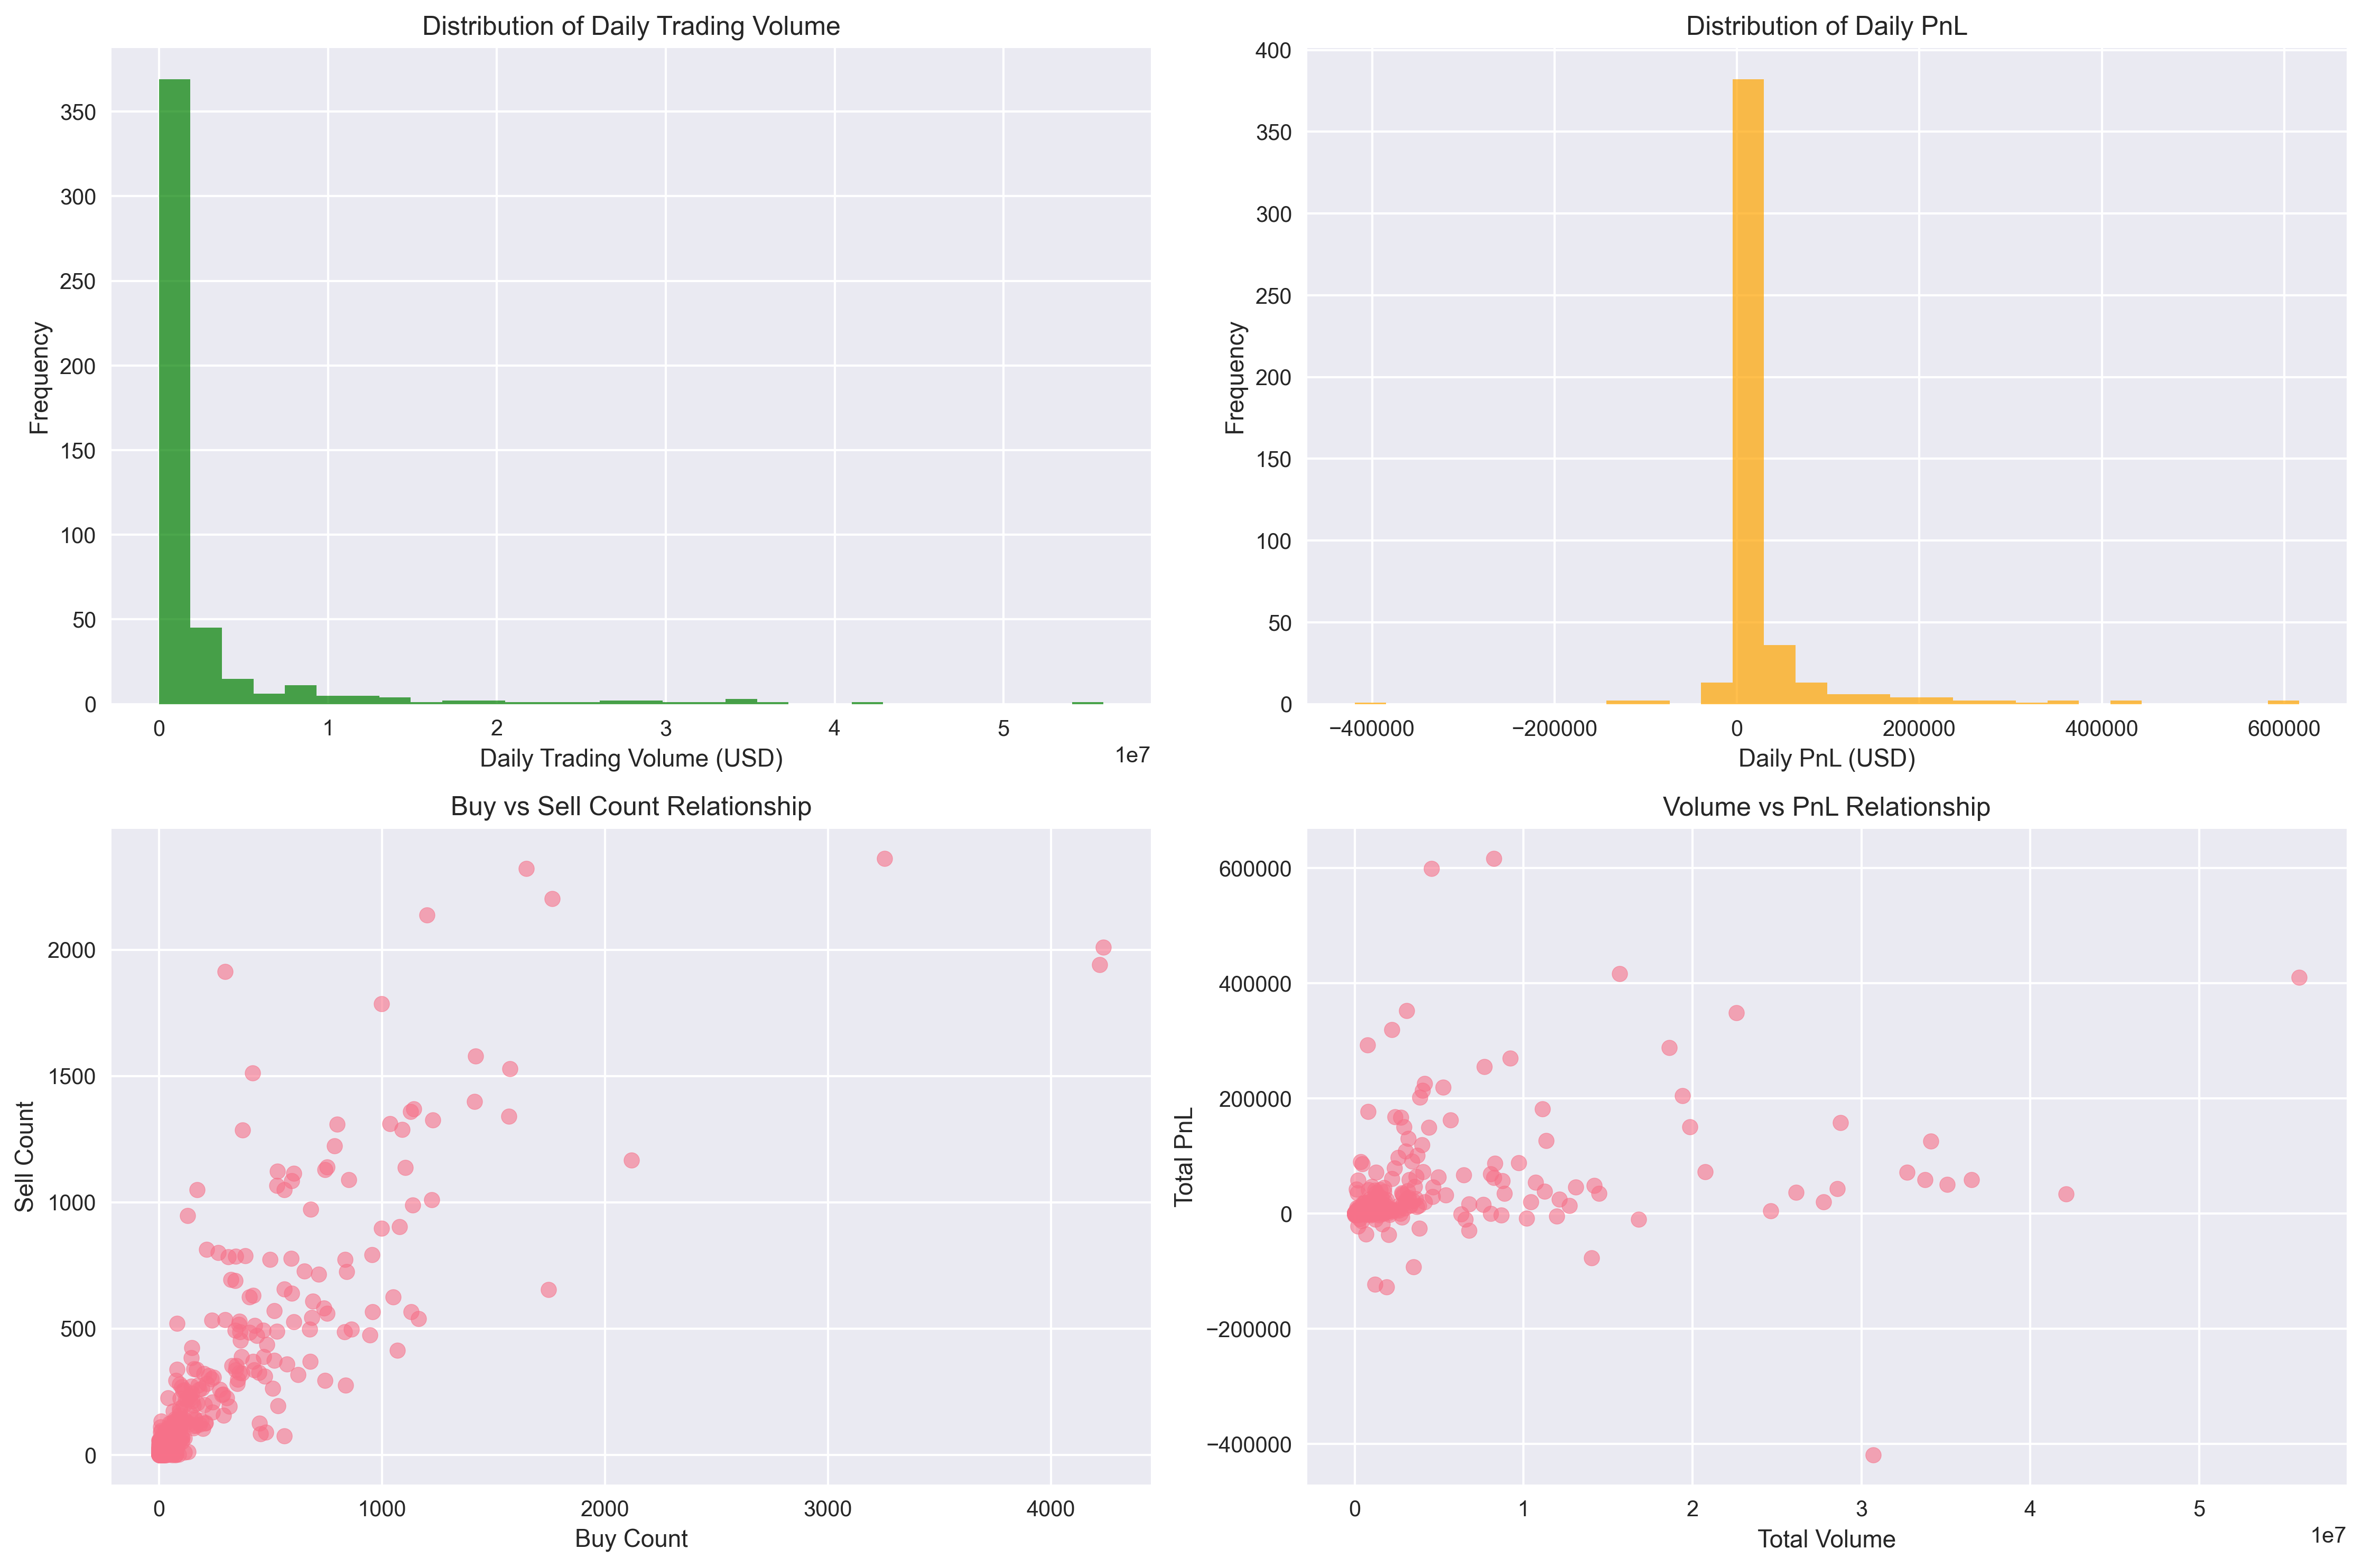 Distribution of Daily Trading Volume
Frequency
350
300
250
200
150
100
50
0
0 1 2 3 4 5
1e7
Daily Trading Volume (USD)
Distribution of Daily PnL
Frequency
400
350
300
250
200
150
100
50
0
−400000 −200000 0 200000 400000 600000
Daily PnL (USD)
Buy vs Sell Count Relationship
Sell Count
2000
1500
1000
500
0
0 1000 2000 3000 4000
Buy Count
Volume vs PnL Relationship
Total PnL
600000
400000
200000
0
−200000
−400000
0 1 2 3 4 5
1e7
Total Volume